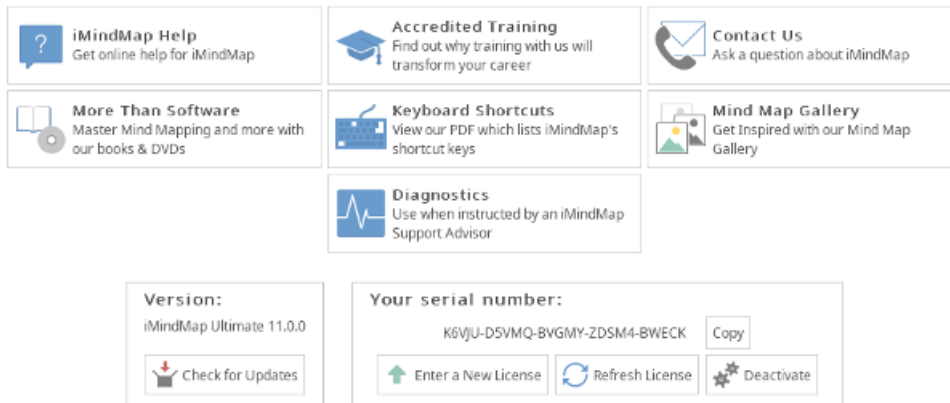 iMindMap Help
Get online help for iMindMap
Accredited Training
Find out why training with us will
transform your career
Contact Us
Ask a question about iMindMap
More Than Software
Master Mind Mapping and more with
our books & DVDs
Keyboard Shortcuts
View our PDF which lists iMindMap's
shortcut keys
Mind Map Gallery
Get Inspired with our Mind Map
Gallery
Diagnostics
Use when instructed by an iMindMap
Support Advisor
Version:
iMindMap Ultimate 11.0.0
Check for Updates
Your serial number:
K6VJU-D5VMQ-BVGMY-ZDSM4-BWECK
Copy
Enter a New License
Refresh License
Deactivate